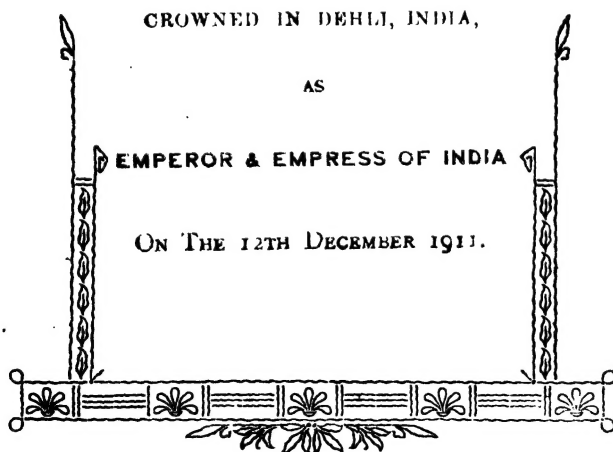 CROWNED IN DEHLI, INDIA,
AS
EMPEROR & EMPRESS OF INDIA
ON THE 12TH DECEMBER 1911.